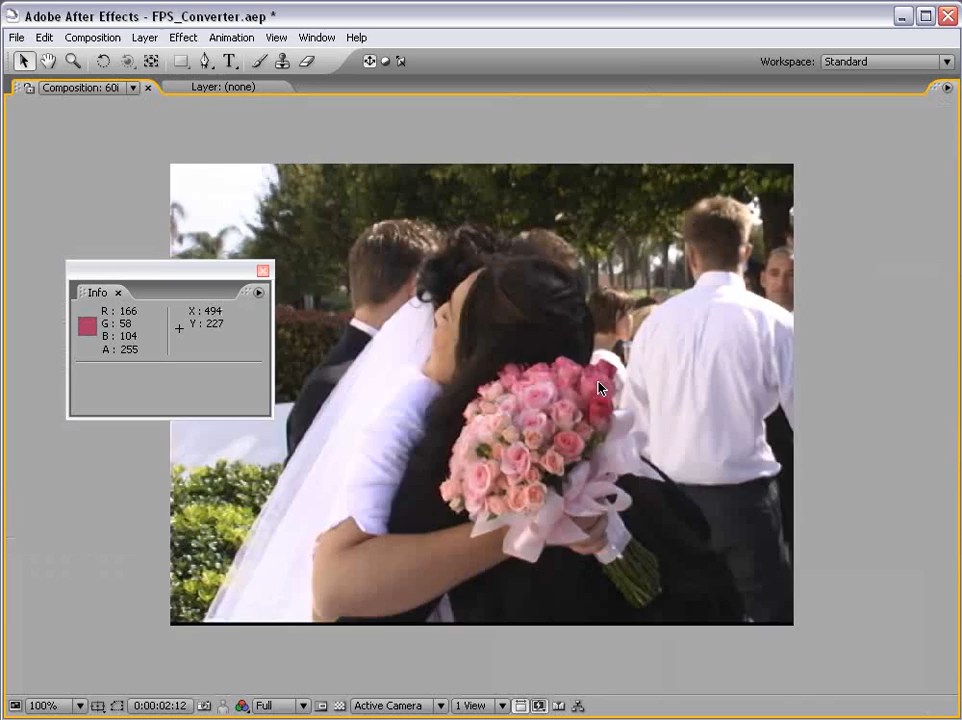 Adobe After Effects - FPS_Converter.aep *
File Edit Composition Layer Effect Animation View Window Help
T Workspace: Standard
Composition: 60i × Layer: (none)
Info ×
R : 166 X : 494
G : 58 Y : 227
B : 104
A : 255
100% 0:00:02:12 Full Active Camera 1 View